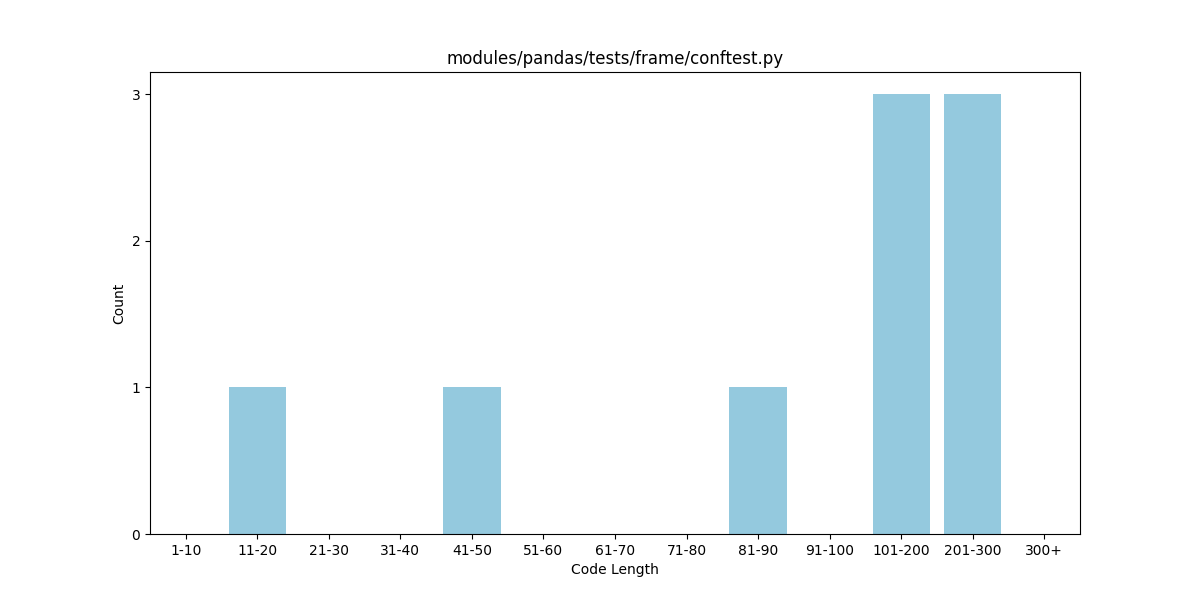 modules/pandas/tests/frame/conftest.py
3
2
1
0
Count
1-10 11-20 21-30 31-40 41-50 51-60 61-70 71-80 81-90 91-100 101-200 201-300 300+
Code Length